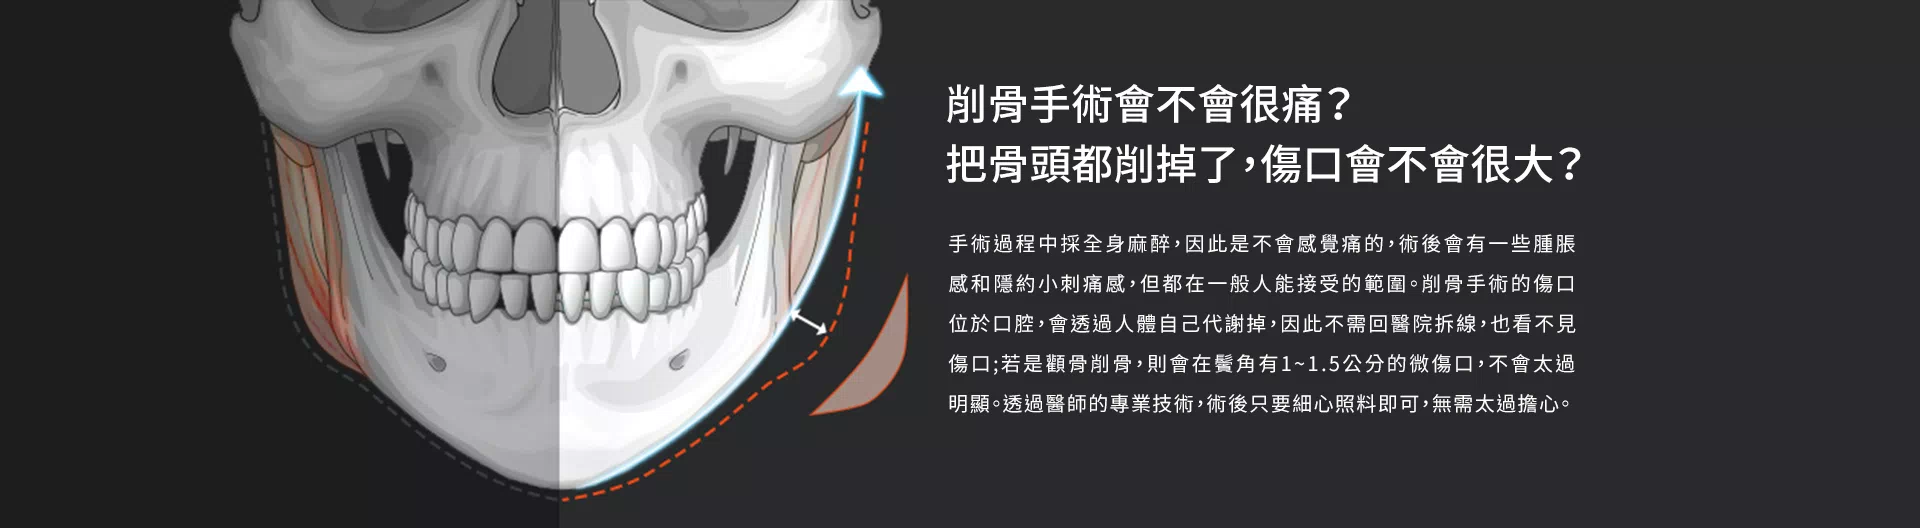 削骨手術會不會很痛？
把骨頭都削掉了，傷口會不會很大？
手術過程中採全身麻醉，因此是不會感覺痛的，術後會有一些腫脹
感和隱約小刺痛感，但都在一般人能接受的範圍。削骨手術的傷口
位於口腔，會透過人體自己代謝掉，因此不需回醫院拆線，也看不見
傷口；若是顴骨削骨，則會在鬢角有1~1.5公分的微傷口，不會太過
明顯。透過醫師的專業技術，術後只要細心照料即可，無需太過擔心。